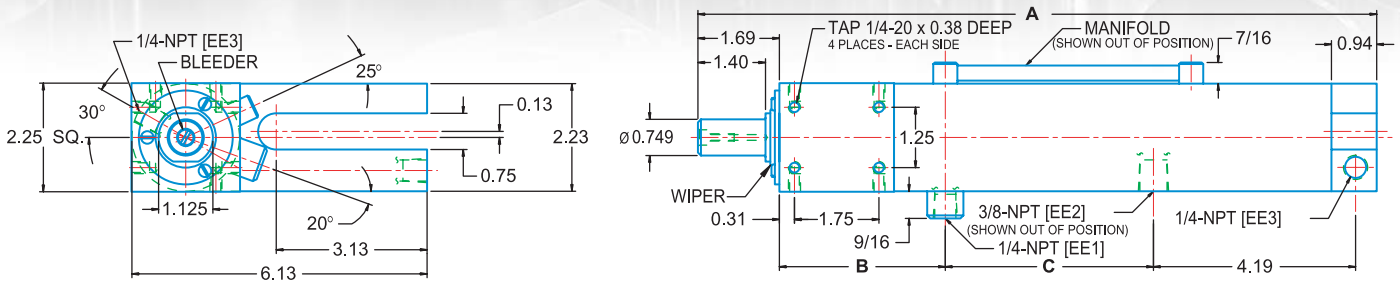 1/4-NPT [EE3]
BLEEDER
25°
30°
2.25 SQ.
0.13
2.23
0.75
1.125
20°
3.13
6.13
A
1.69
1.40
TAP 1/4-20 x 0.38 DEEP
4 PLACES - EACH SIDE
MANIFOLD
(SHOWN OUT OF POSITION)
7/16
0.94
Ø 0.749
1.25
WIPER
0.31
1.75
9/16
3/8-NPT [EE2]
(SHOWN OUT OF POSITION)
1/4-NPT [EE1]
1/4-NPT [EE3]
B
C
4.19